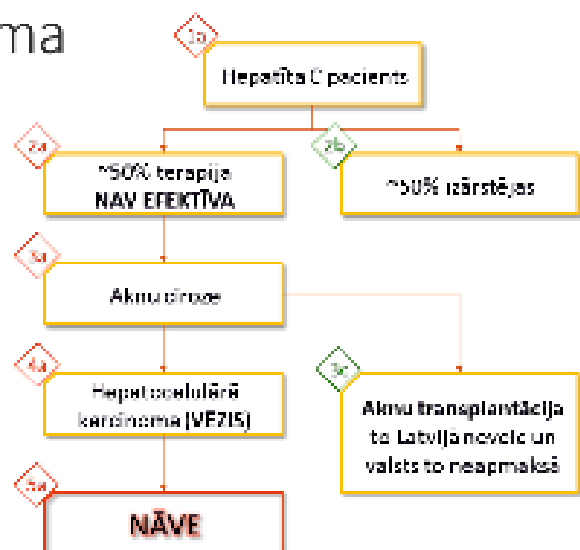 ma
1a
Hepatīta C pacients
2a
~50% terapija
NAV EFEKTĪVA
2b
~50% izārstējas
3a
Aknu ciroze
4a
Hepatocelulārā
karcinoma (VĒZIS)
3c
Aknu transplantācija
to Latvijā neveic un
valsts to neapmaksā
5a
NĀVE